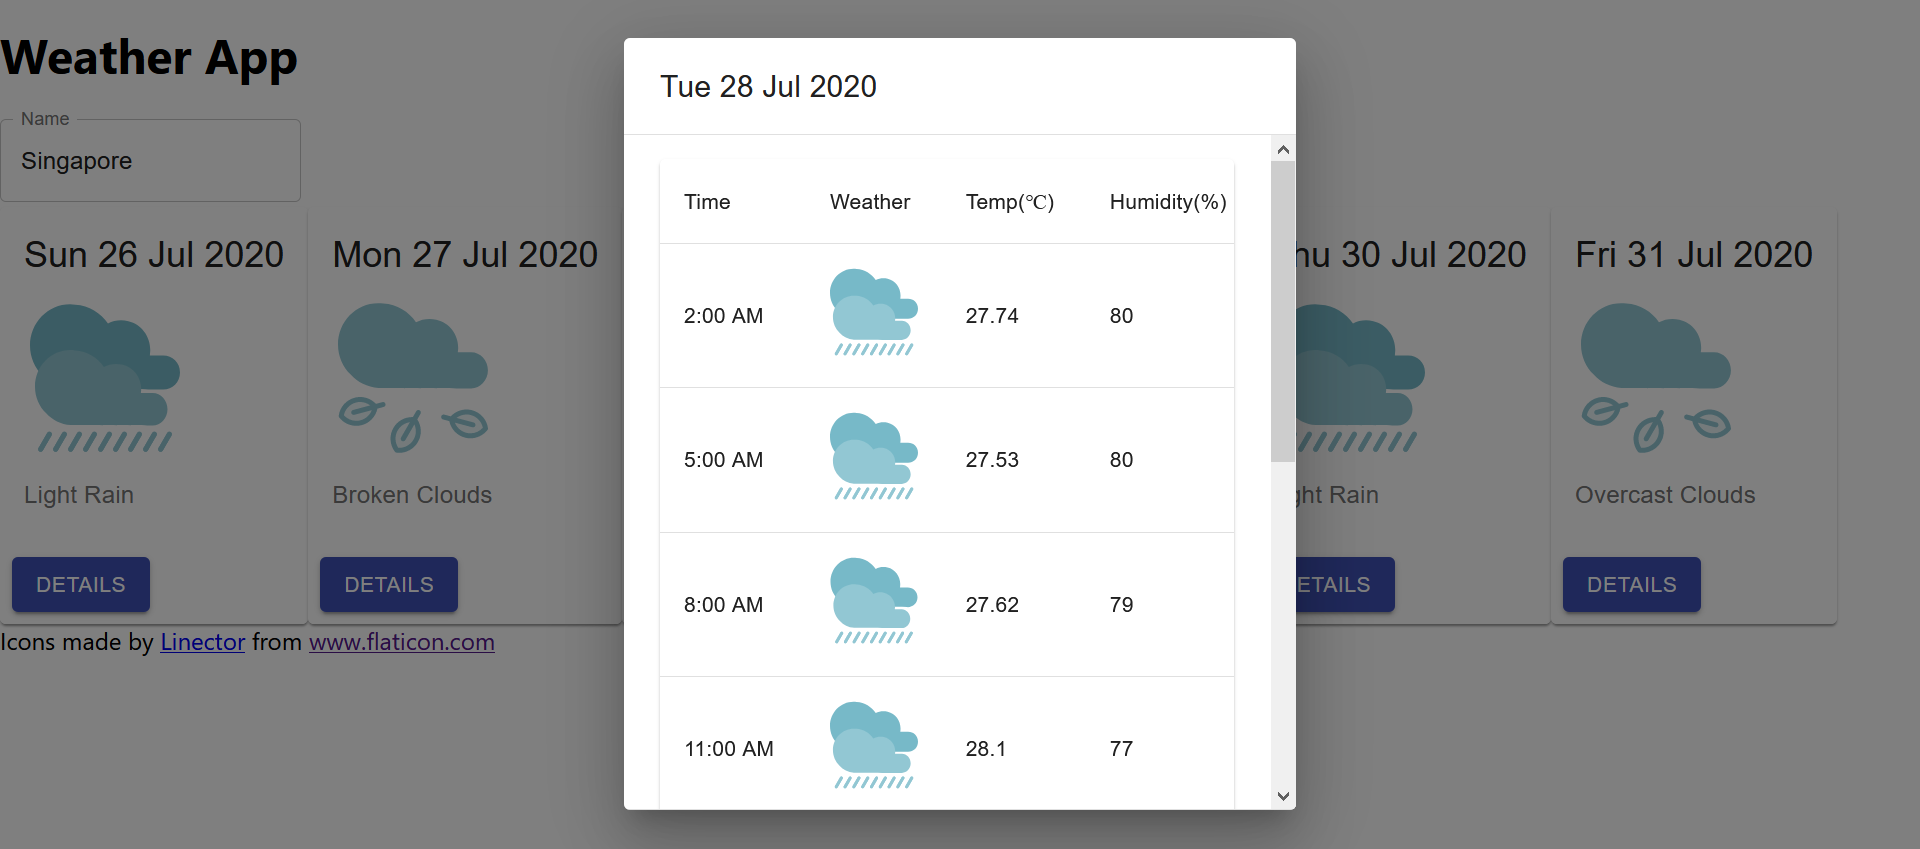 Weather App
Name
Singapore
Sun 26 Jul 2020
Light Rain
DETAILS
Mon 27 Jul 2020
Broken Clouds
DETAILS
Tue 28 Jul 2020
Time Weather Temp(℃) Humidity(%)
2:00 AM 27.74 80
5:00 AM 27.53 80
8:00 AM 27.62 79
11:00 AM 28.1 77
hu 30 Jul 2020
ght Rain
ETAILS
Fri 31 Jul 2020
Overcast Clouds
DETAILS
Icons made by Linector from www.flaticon.com